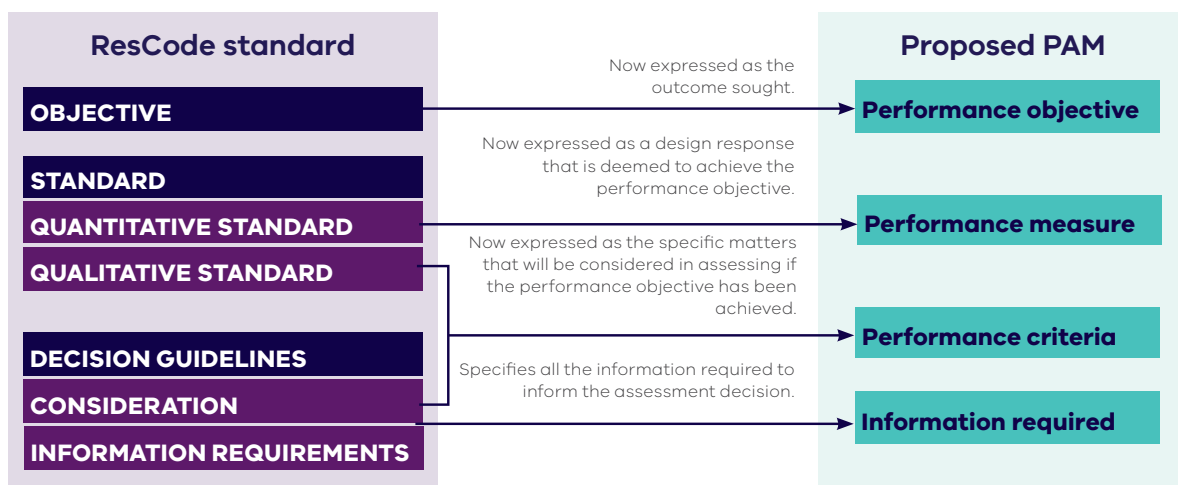 ResCode standard
OBJECTIVE
STANDARD
QUANTITATIVE STANDARD
QUALITATIVE STANDARD
DECISION GUIDELINES
CONSIDERATION
INFORMATION REQUIREMENTS
Now expressed as the
outcome sought.
Now expressed as a design response
that is deemed to achieve the
performance objective.
Now expressed as the specific matters
that will be considered in assessing if
the performance objective has been
achieved.
Specifies all the information required to
inform the assessment decision.
Proposed PAM
Performance objective
Performance measure
Performance criteria
Information required